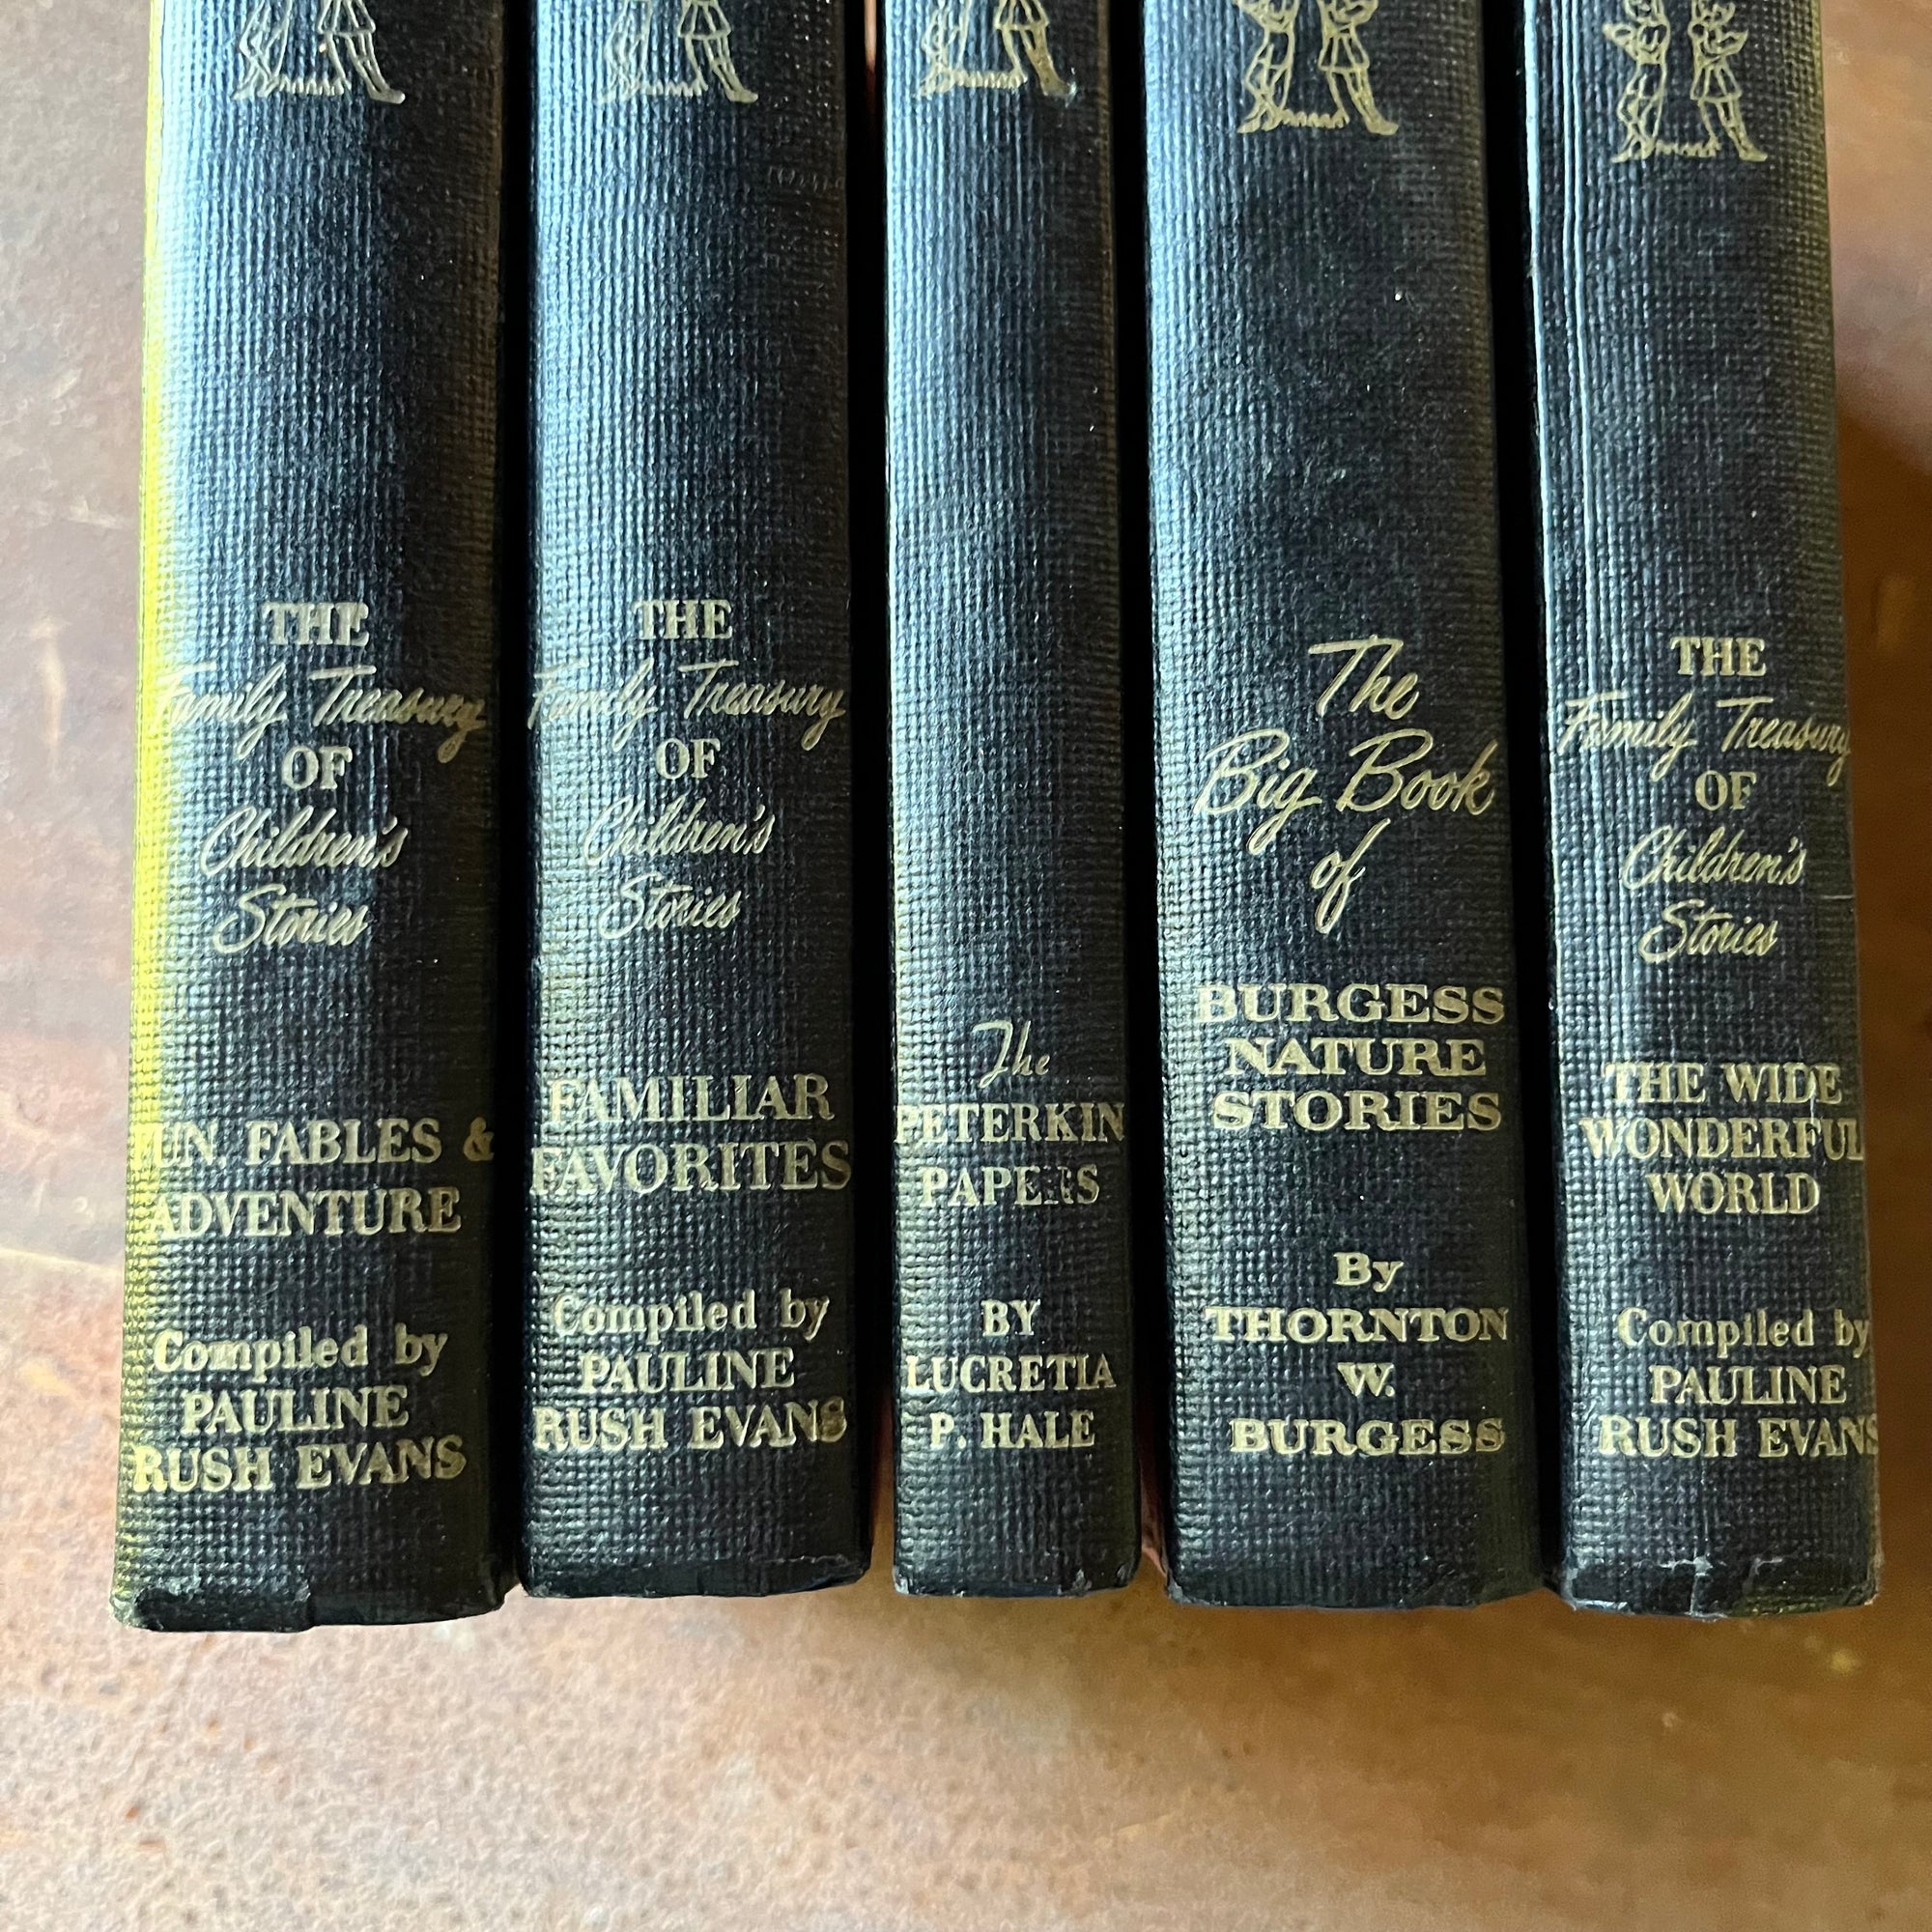 THE
Family Treasury
OF
Children's
Stories
FUN, FABLES &
ADVENTURE
Compiled by
PAULINE
RUSH EVANS
THE
Family Treasury
OF
Children's
Stories
FAMILIAR
FAVORITES
Compiled by
PAULINE
RUSH EVANS
The
PETERKIN
PAPERS
BY
LUCRETIA
P. HALE
The
Big Book
of
BURGESS
NATURE
STORIES
By
THORNTON
W.
BURGESS
THE
Family Treasury
OF
Children's
Stories
THE WIDE
WONDERFUL
WORLD
Compiled by
PAULINE
RUSH EVANS